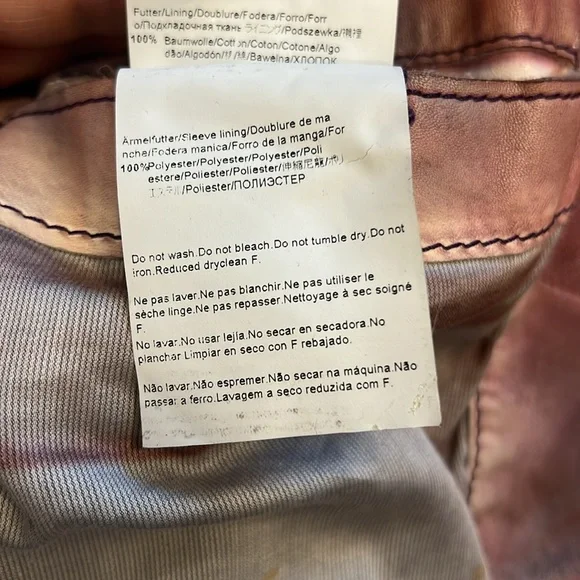 Futter/Lining/Doublure/Fodera/Forro/Forr
o/Подкладочная ткань ライニング/Podszewka/
100% Baumwolle/Cotton/Coton/Cotone/Algo
dão/Algodón/棉/綿/Bawełna/ХЛОПОК
Ärmelfutter/Sleeve lining/Doublure de ma
nche/Fodera manica/Forro de la manga/For
100%Polyester/Polyester/Polyester/Poli
estere/Poliester/Poliester/
エステル/Poliester/ПОЛИЭСТЕР
Do not wash.Do not bleach.Do not tumble dry.Do not
iron.Reduced dryclean F.
Ne pas laver.Ne pas blanchir.Ne pas utiliser le
sèche linge.Ne pas repasser.Nettoyage à sec soigné
F.
No lavar.No usar lejía.No secar en secadora.No
planchar Limpiar en seco con F rebajado.
Não lavar.Não espremer.Não secar na máquina.Não
passar a ferro.Lavagem a seco reduzida com F.